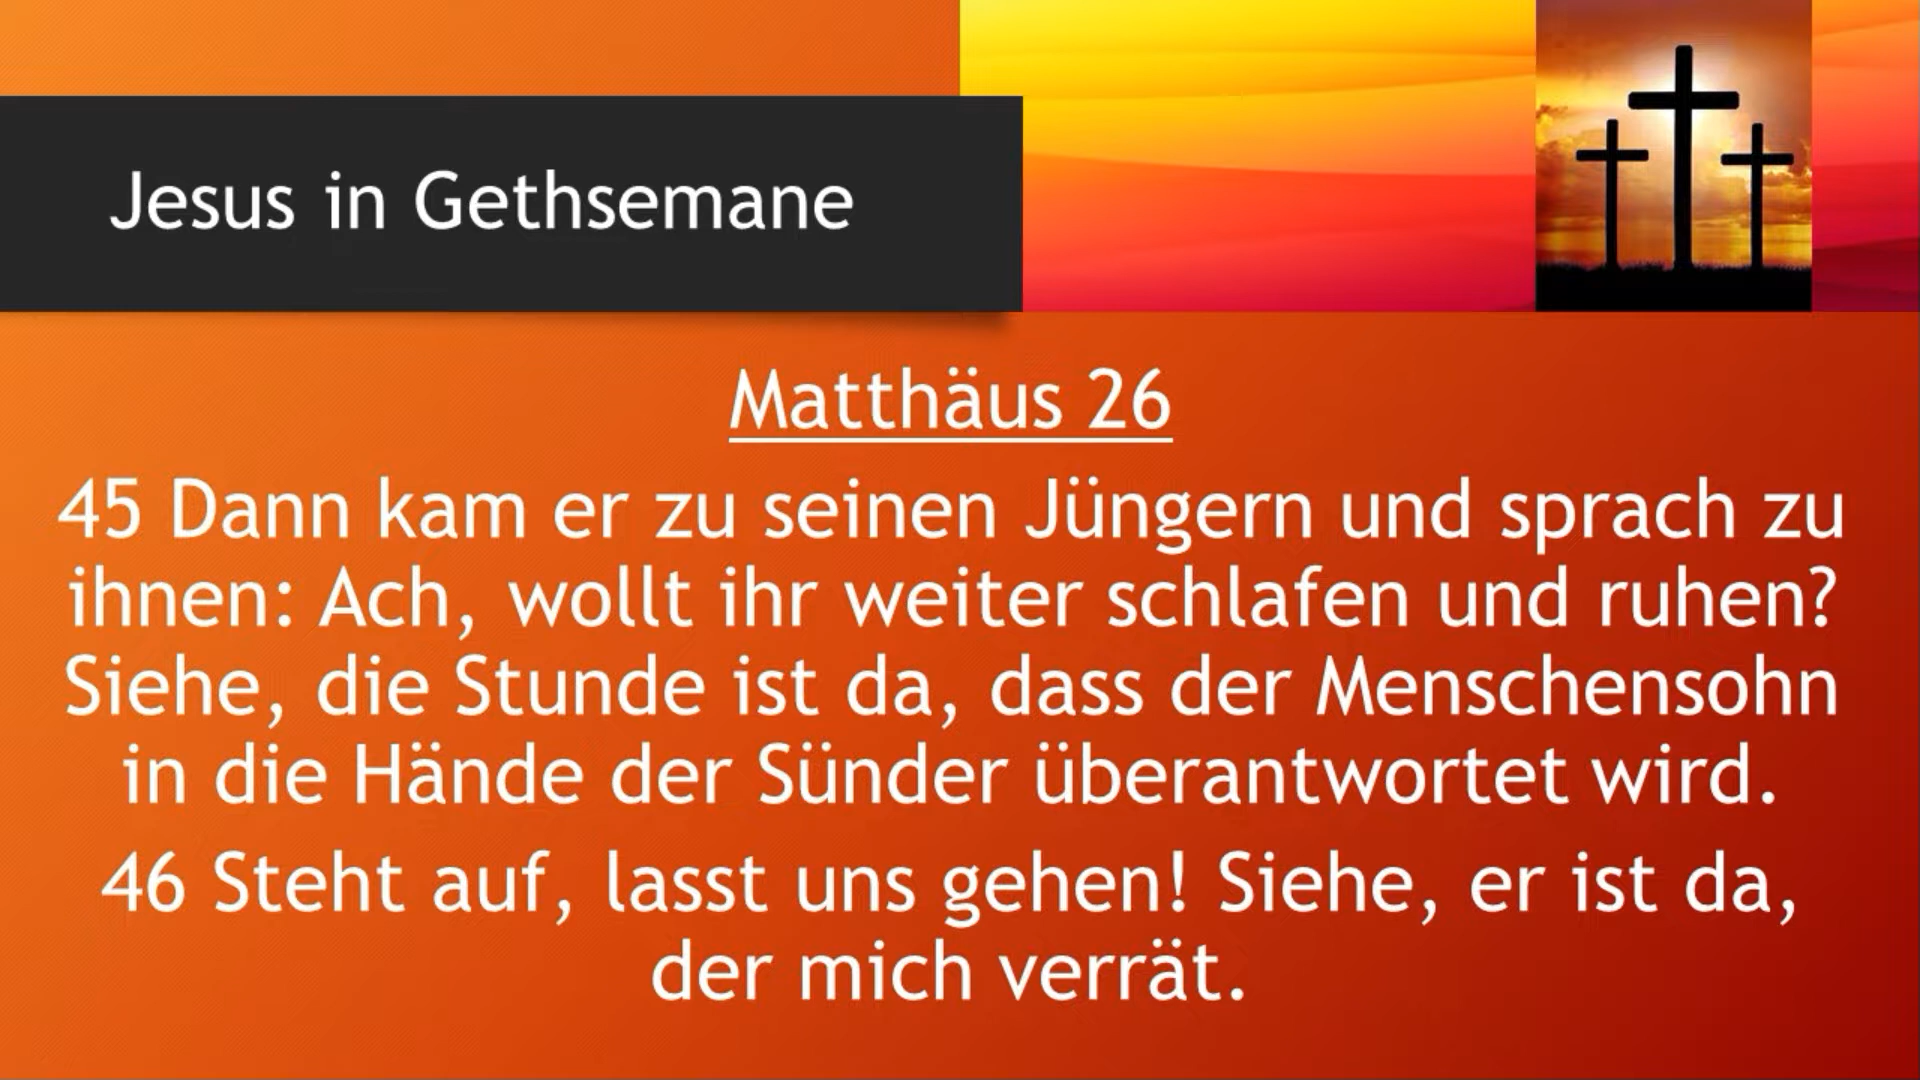 Jesus in Gethsemane
Matthäus 26
45 Dann kam er zu seinen Jüngern und sprach zu
ihnen: Ach, wollt ihr weiter schlafen und ruhen?
Siehe, die Stunde ist da, dass der Menschensohn
in die Hände der Sünder überantwortet wird.
46 Steht auf, lasst uns gehen! Siehe, er ist da,
der mich verrät.